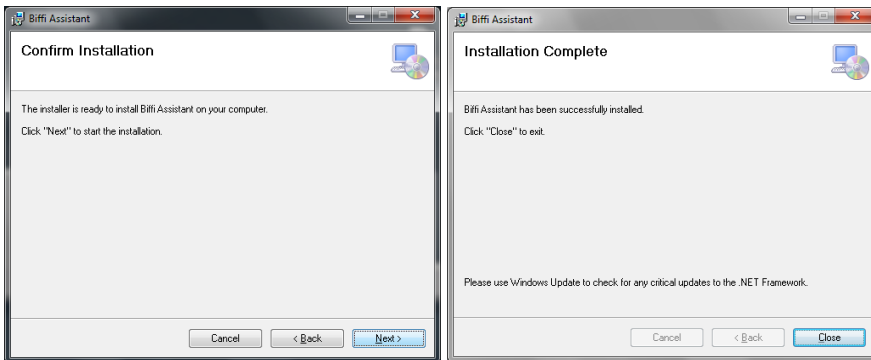 Biffi Assistant
Confirm Installation
The installer is ready to install Biffi Assistant on your computer.
Click "Next" to start the installation.
Cancel
< Back
Next >
Biffi Assistant
Installation Complete
Biffi Assistant has been successfully installed.
Click "Close" to exit.
Please use Windows Update to check for any critical updates to the .NET Framework.
Cancel
< Back
Close